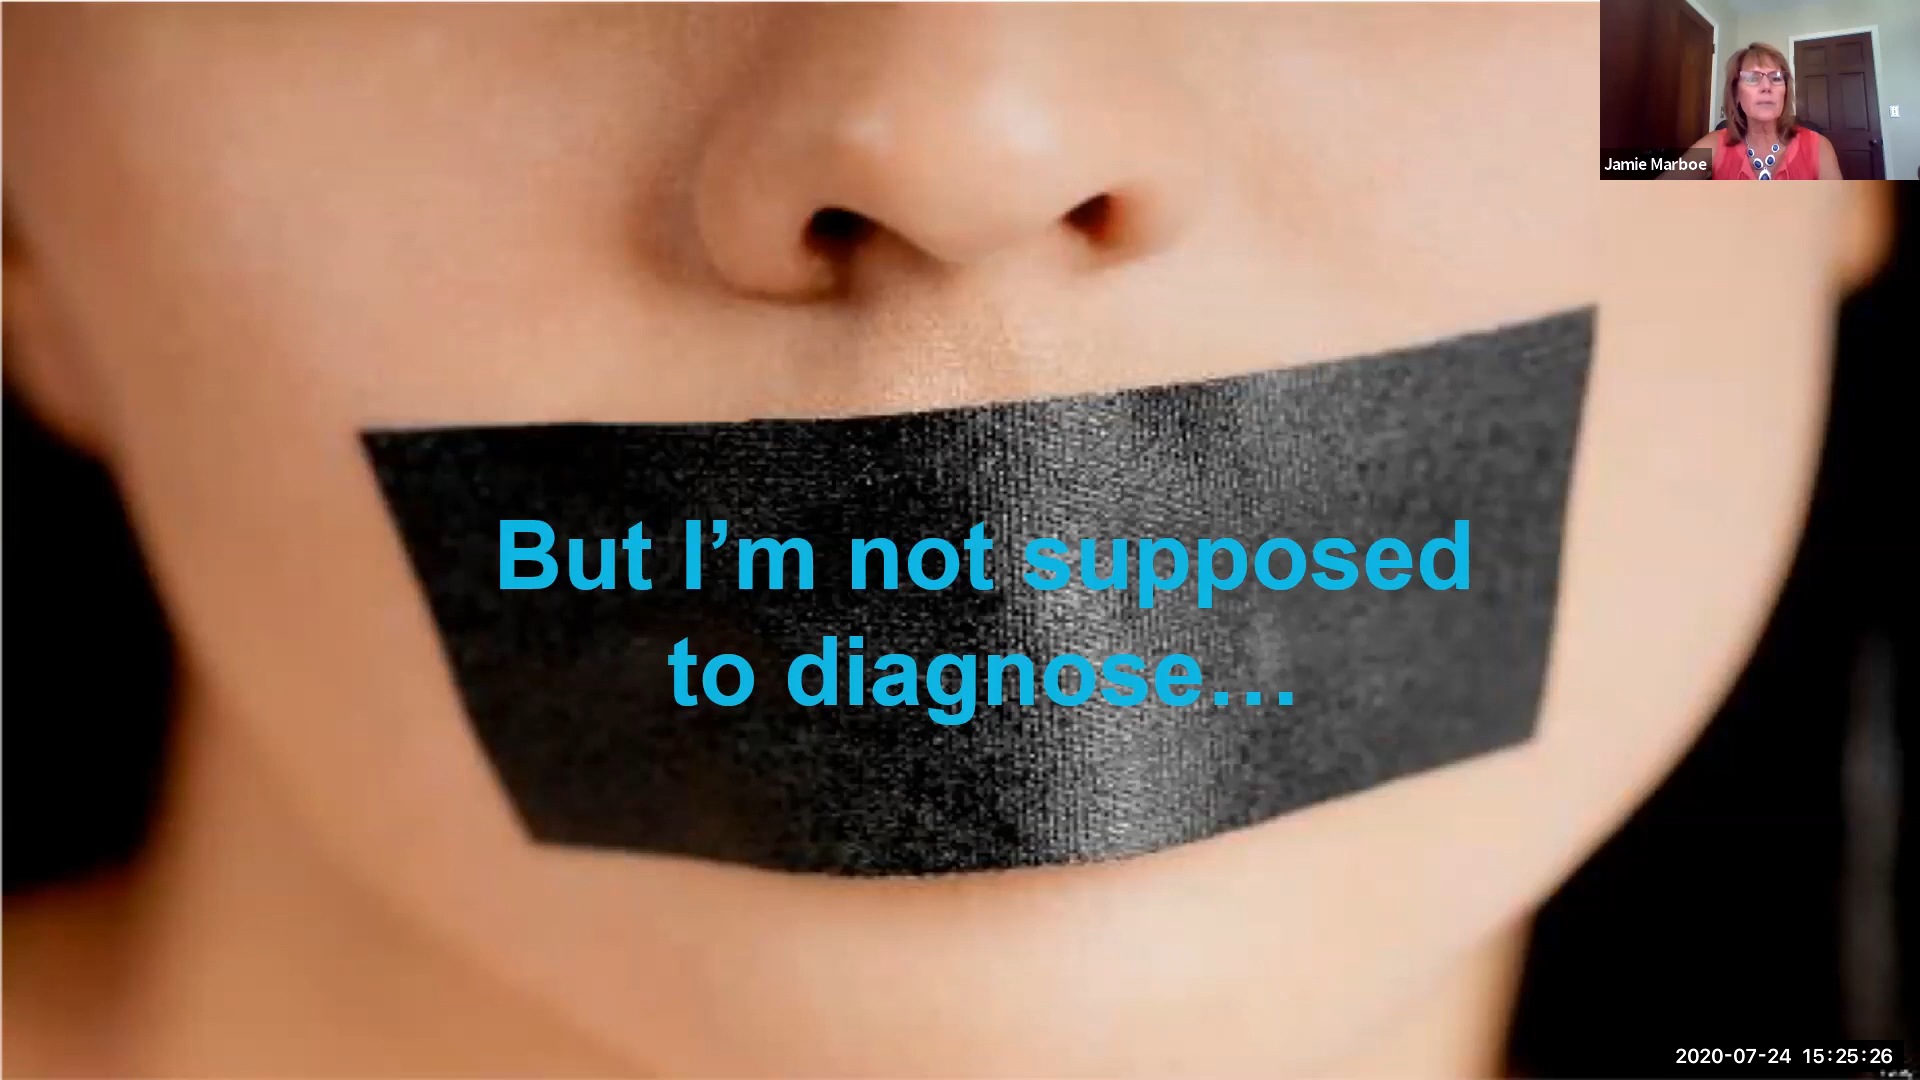 Jamie Marboe
But I’m not supposed
to diagnose…
2020-07-24 15:25:26